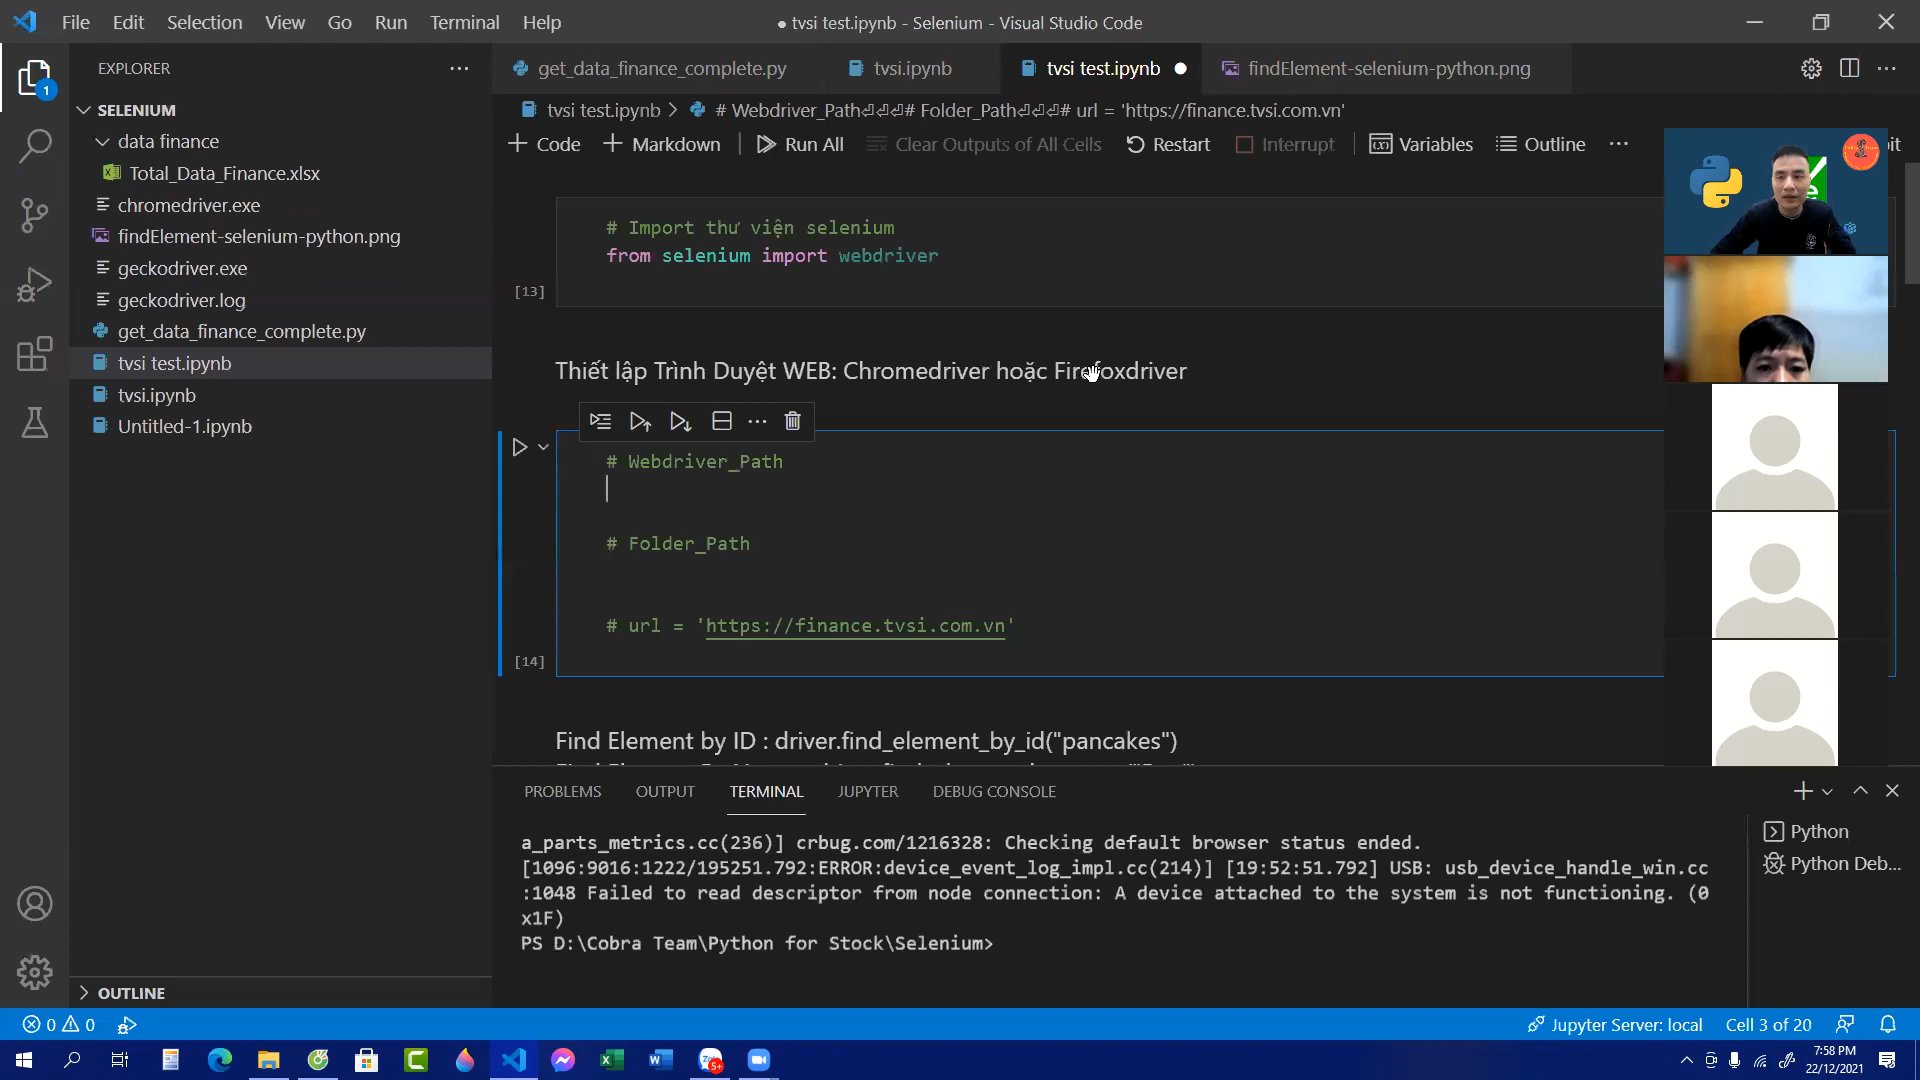 File Edit Selection View Go Run Terminal Help
● tvsi test.ipynb - Selenium - Visual Studio Code
EXPLORER
SELENIUM
data finance
Total_Data_Finance.xlsx
chromedriver.exe
findElement-selenium-python.png
geckodriver.exe
geckodriver.log
get_data_finance_complete.py
tvsi test.ipynb
tvsi.ipynb
Untitled-1.ipynb
OUTLINE
1
get_data_finance_complete.py tvsi.ipynb tvsi test.ipynb ● findElement-selenium-python.png
tvsi test.ipynb > # Webdriver_Path⏎⏎⏎# Folder_Path⏎⏎⏎# url = 'https://finance.tvsi.com.vn'
+ Code + Markdown Run All Clear Outputs of All Cells Restart Interrupt Variables Outline ···
# Import thư viện selenium
from selenium import webdriver
[13]
Thiết lập Trình Duyệt WEB: Chromedriver hoặc Firefoxdriver
# Webdriver_Path
# Folder_Path
# url = 'https://finance.tvsi.com.vn'
[14]
Find Element by ID : driver.find_element_by_id("pancakes")
PROBLEMS OUTPUT TERMINAL JUPYTER DEBUG CONSOLE
a_parts_metrics.cc(236)] crbug.com/1216328: Checking default browser status ended.
[1096:9016:1222/195251.792:ERROR:device_event_log_impl.cc(214)] [19:52:51.792] USB: usb_device_handle_win.cc
:1048 Failed to read descriptor from node connection: A device attached to the system is not functioning. (0
x1F)
PS D:\Cobra Team\Python for Stock\Selenium>
Python
Python Deb...
0 0
Jupyter Server: local Cell 3 of 20
5+
7:58 PM
22/12/2021